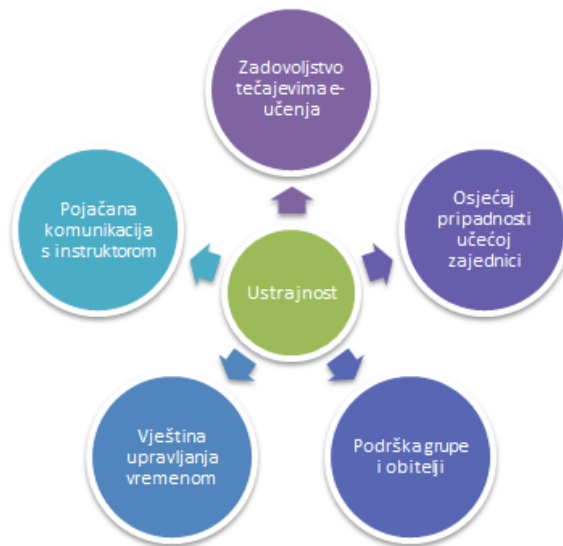 Zadovoljstvo
tečajevima e-
učenja
Pojačana
komunikacija
s instruktorom
Osjećaj
pripadnosti
učećoj
zajednici
Ustrajnost
Vještina
upravljanja
vremenom
Podrška grupe
i obitelji